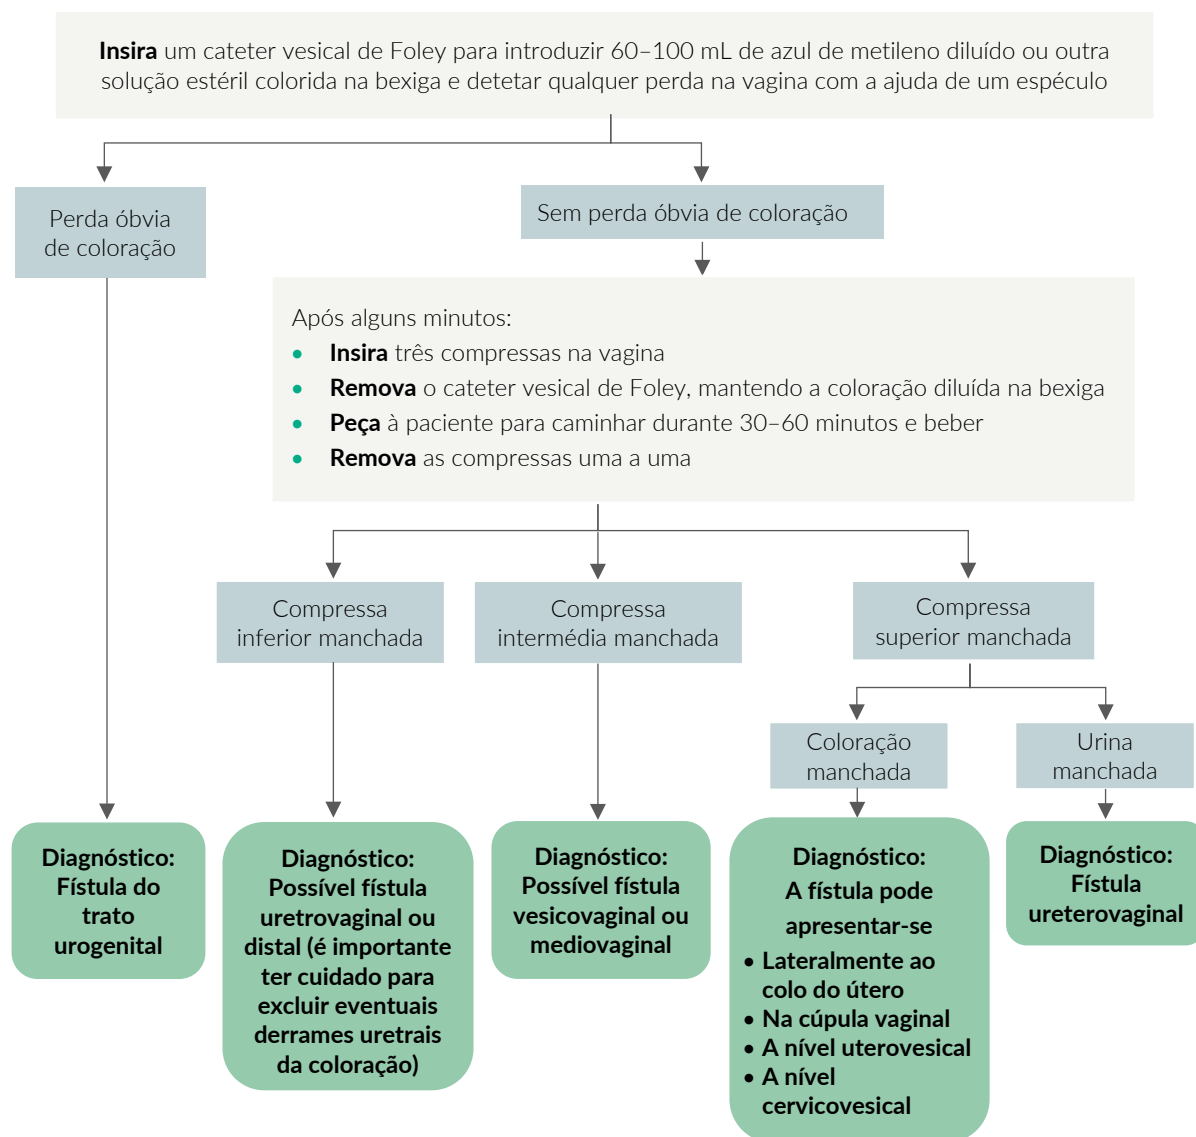 Insira um cateter vesical de Foley para introduzir 60–100 mL de azul de metileno diluído ou outra
solução estéril colorida na bexiga e detetar qualquer perda na vagina com a ajuda de um espéculo
Perda óbvia
de coloração
Sem perda óbvia de coloração
Após alguns minutos:
• Insira três compressas na vagina
• Remova o cateter vesical de Foley, mantendo a coloração diluída na bexiga
• Peça à paciente para caminhar durante 30–60 minutos e beber
• Remova as compressas uma a uma
Compressa
inferior manchada
Compressa
intermédia manchada
Compressa
superior manchada
Coloração
manchada
Urina
manchada
Diagnóstico:
Fístula do
trato
urogenital
Diagnóstico:
Possível fístula
uretrovaginal ou
distal (é importante
ter cuidado para
excluir eventuais
derrames uretrais
da coloração)
Diagnóstico:
Possível fístula
vesicovaginal ou
mediovaginal
Diagnóstico:
A fístula pode
apresentar-se
• Lateralmente ao
colo do útero
• Na cúpula vaginal
• A nível uterovesical
• A nível
cervicovesical
Diagnóstico:
Fístula
ureterovaginal